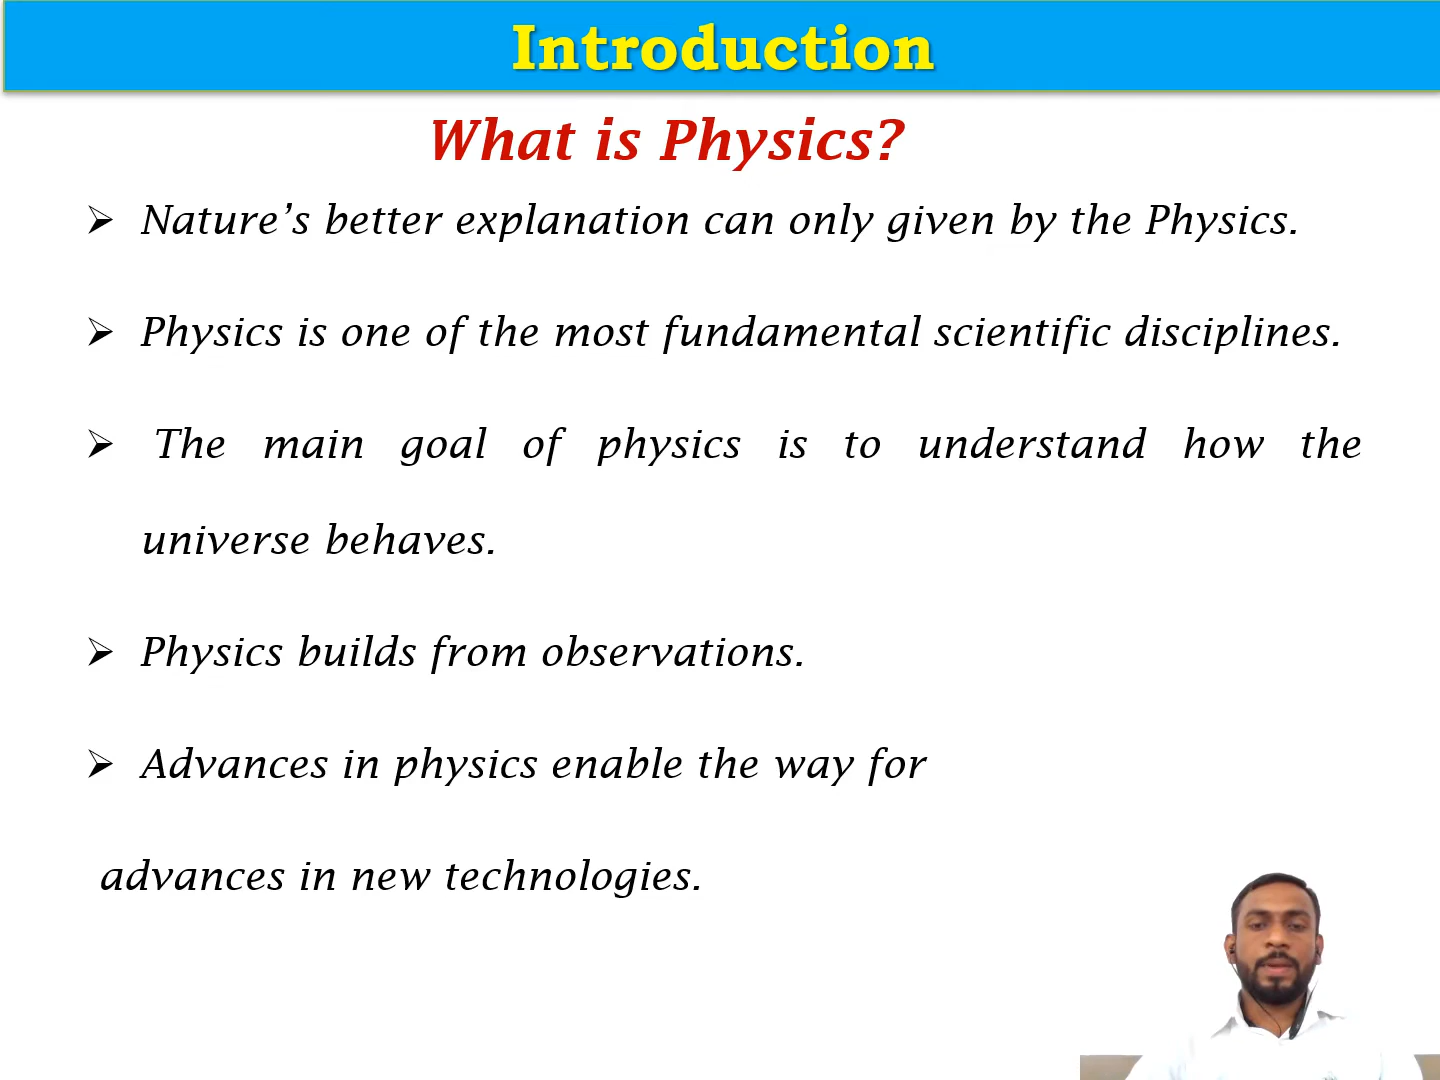 Introduction
What is Physics?
➢ Nature’s better explanation can only given by the Physics.
➢ Physics is one of the most fundamental scientific disciplines.
➢ The main goal of physics is to understand how the
universe behaves.
➢ Physics builds from observations.
➢ Advances in physics enable the way for
advances in new technologies.